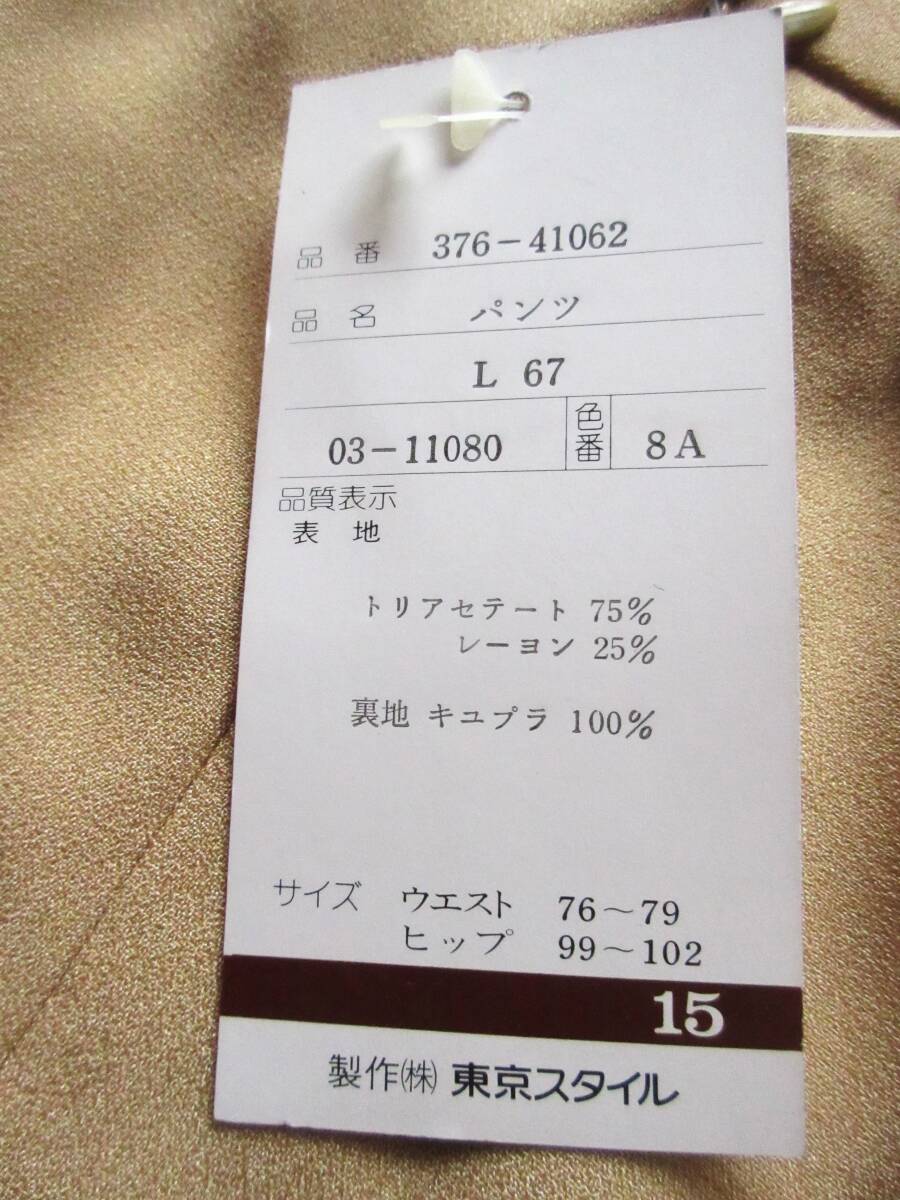 品番 376-41062
品名 パンツ
L 67
03-11080 色番 8A
品質表示
表地
トリアセテート 75%
レーヨン 25%
裏地 キユプラ 100%
サイズ ウエスト 76~79
ヒップ 99~102
15
製作㈱ 東京スタイル